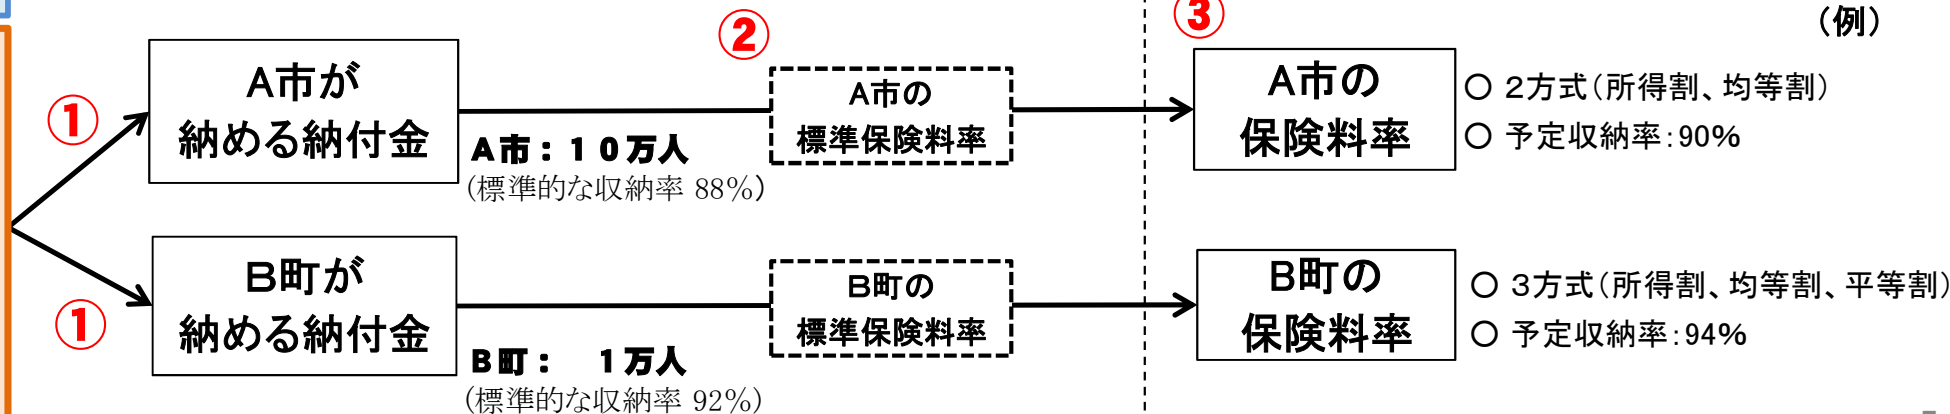 ③
(例)
②
①
A市が
納める納付金
A市の
標準保険料率
A市の
保険料率
○ 2方式(所得割、均等割)
○ 予定収納率:90%
A市:10万人
(標準的な収納率 88%)
①
B町が
納める納付金
B町の
標準保険料率
B町の
保険料率
○ 3方式(所得割、均等割、平等割)
○ 予定収納率:94%
B町: 1万人
(標準的な収納率 92%)